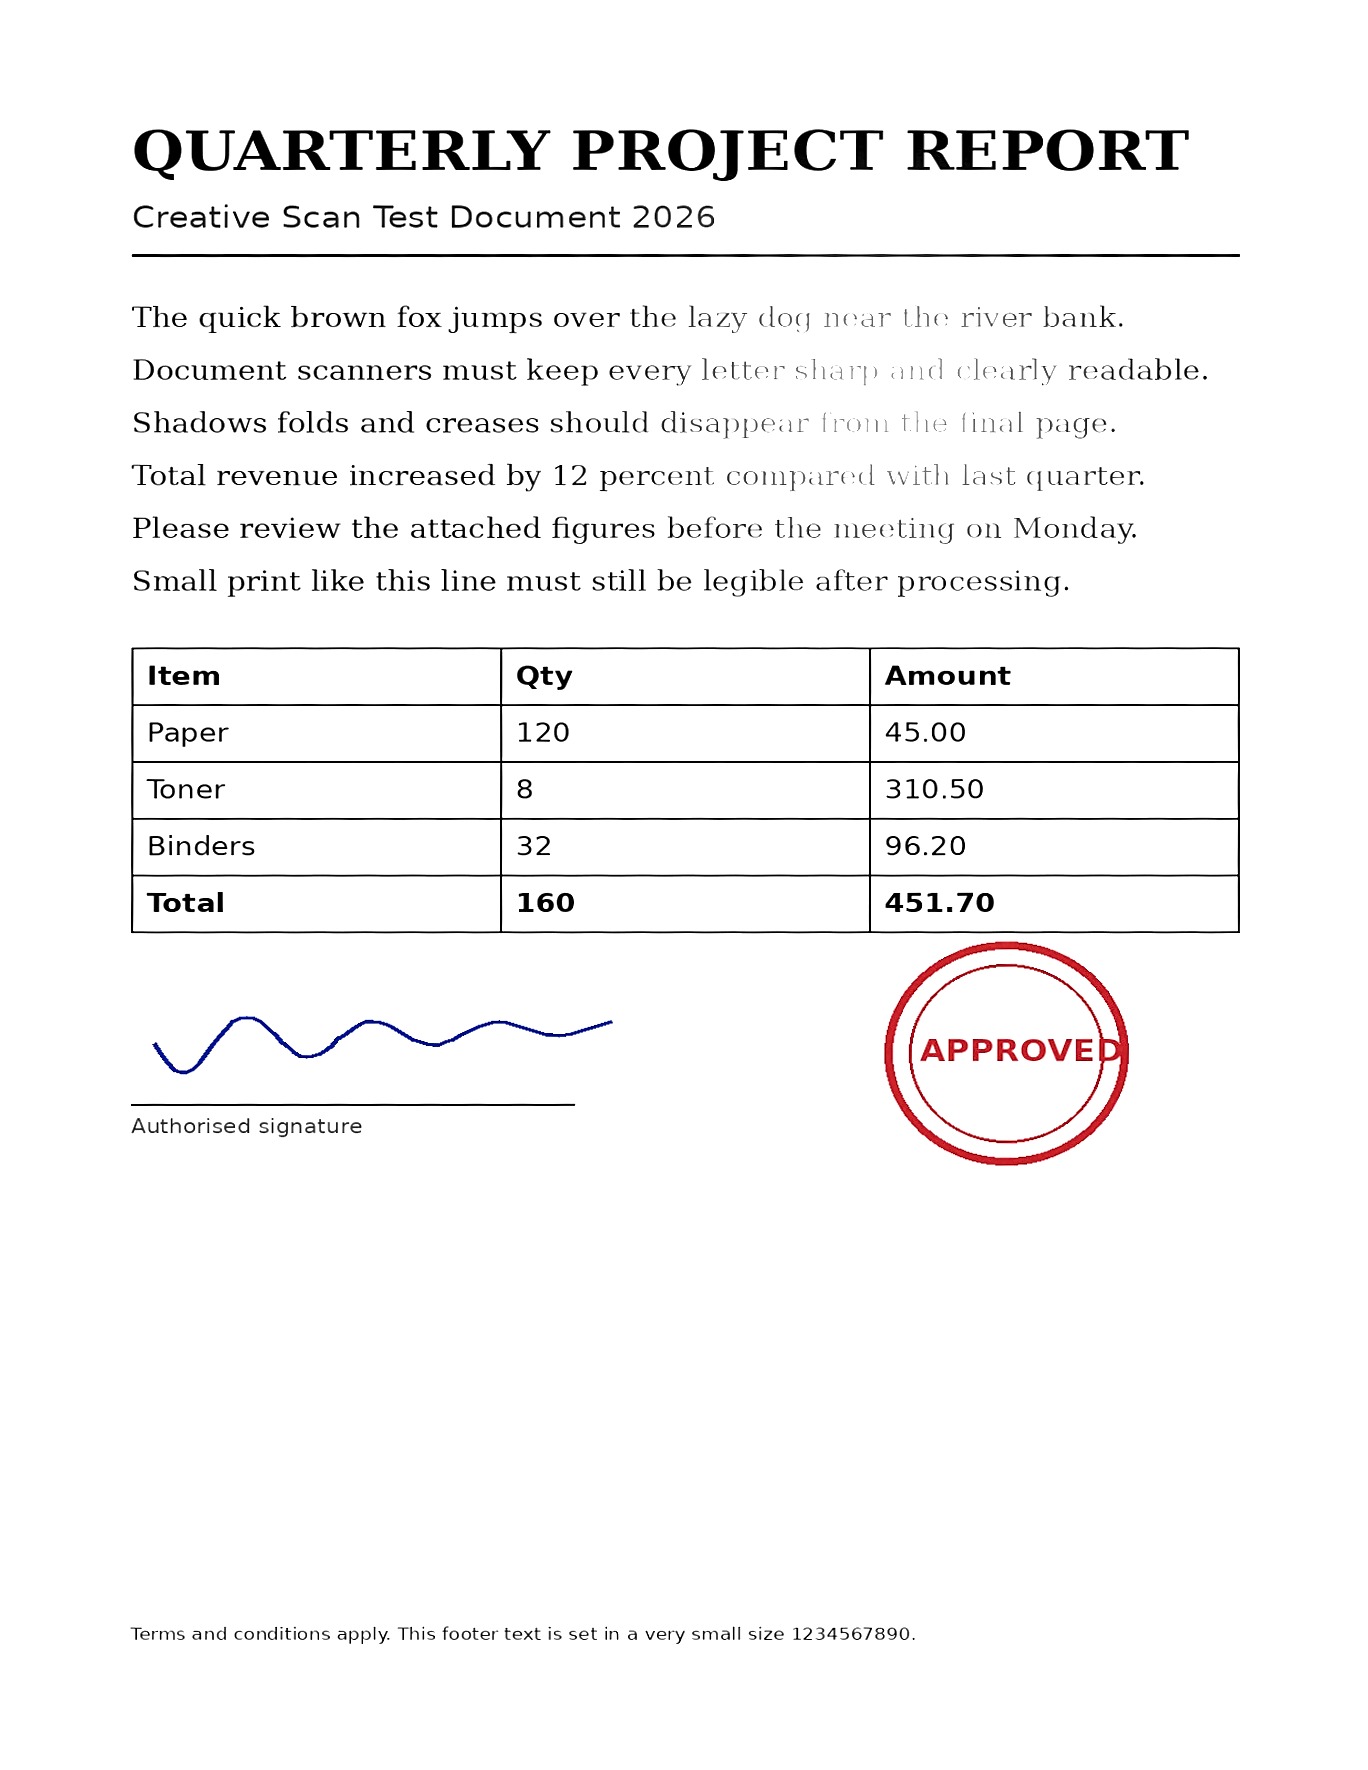 QUARTERLY PROJECT REPORT
Creative Scan Test Document 2026
The quick brown fox jumps over the lazy dog near the river bank.
Document scanners must keep every letter sharp and clearly readable.
Shadows folds and creases should disappear from the final page.
Total revenue increased by 12 percent compared with last quarter.
Please review the attached figures before the meeting on Monday.
Small print like this line must still be legible after processing.
Item Qty Amount
Paper 120 45.00
Toner 8 310.50
Binders 32 96.20
Total 160 451.70
APPROVED
Authorised signature
Terms and conditions apply. This footer text is set in a very small size 1234567890.